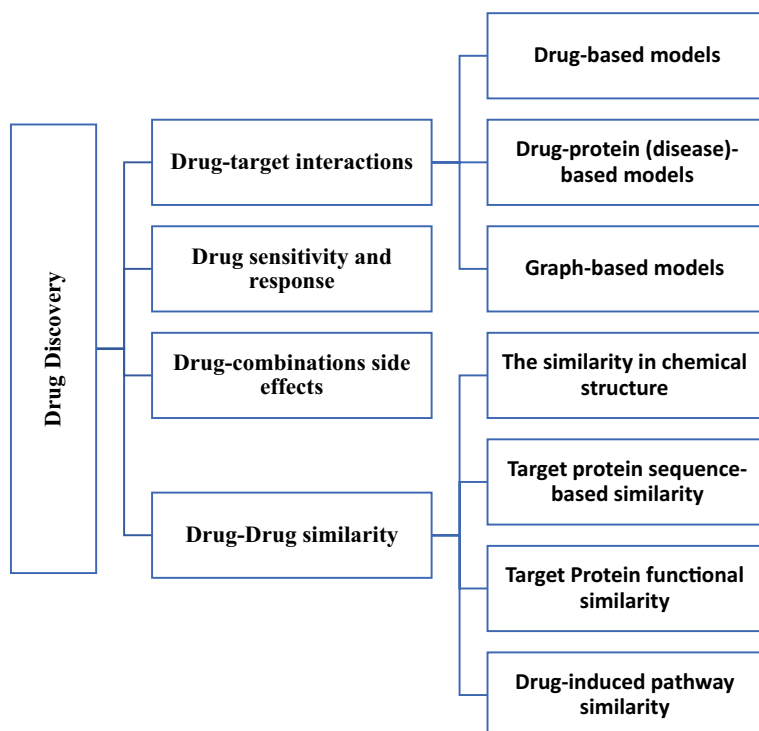 Drug Discovery
Drug-target interactions
Drug sensitivity and
response
Drug-combinations side
effects
Drug-Drug similarity
Drug-based models
Drug-protein (disease)-
based models
Graph-based models
The similarity in chemical
structure
Target protein sequence-
based similarity
Target Protein functional
similarity
Drug-induced pathway
similarity